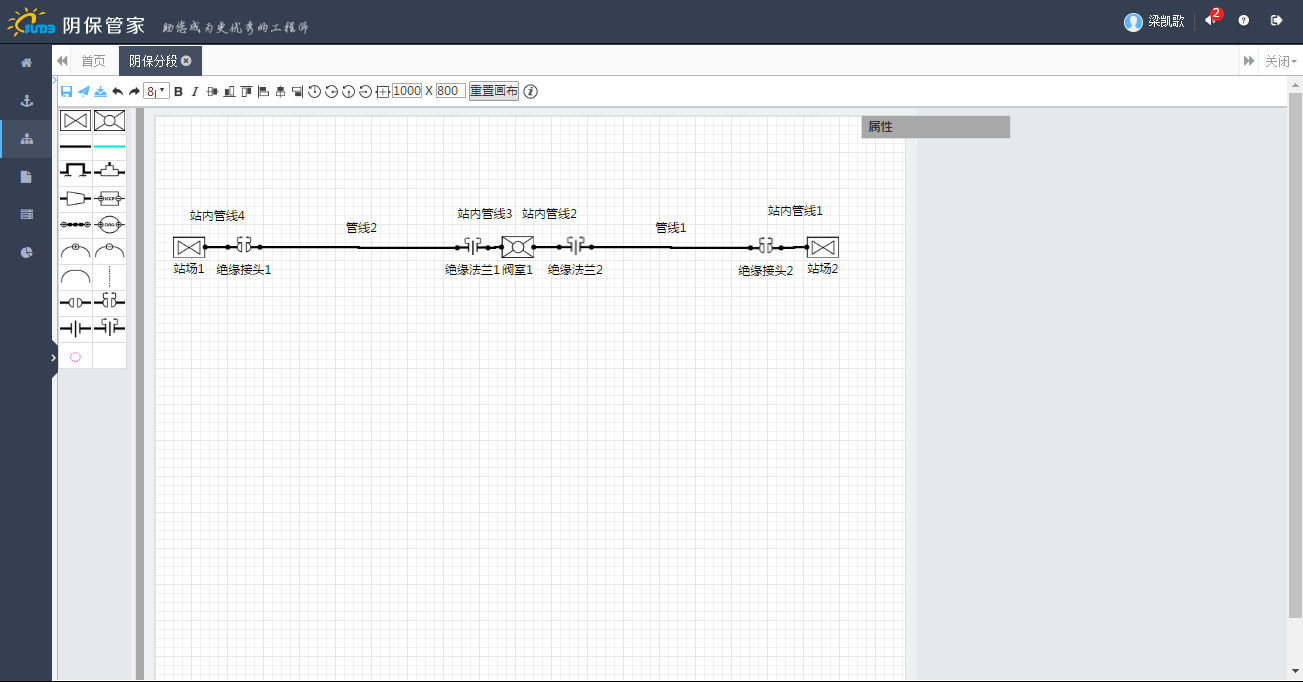 SUNB 阴保管家 助您成为更优秀的工程师 梁凯歌 2
首页 阴保分段 关闭
8 B I 1000 X 800 重置画布
属性
站内管线4 管线2 站内管线3 站内管线2 管线1 站内管线1
站场1 绝缘接头1 绝缘法兰1 阀室1 绝缘法兰2 绝缘接头2 站场2